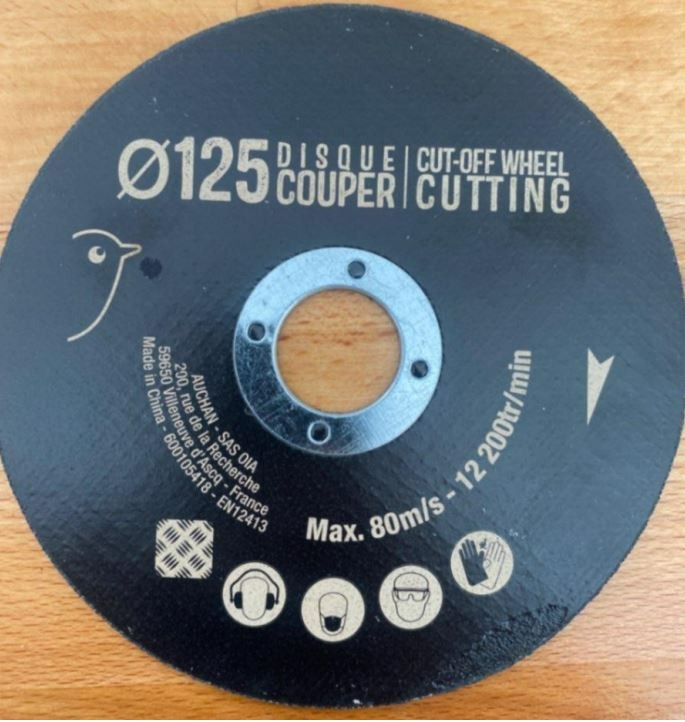 Ø125 DISQUE COUPER | CUT-OFF WHEEL CUTTING
AUCHAN - SAS OIA
200, rue de la Recherche
59650 Villeneuve d'Ascq - France
Made in China - 600105418 - EN12413
Max. 80m/s - 12 200tr/min